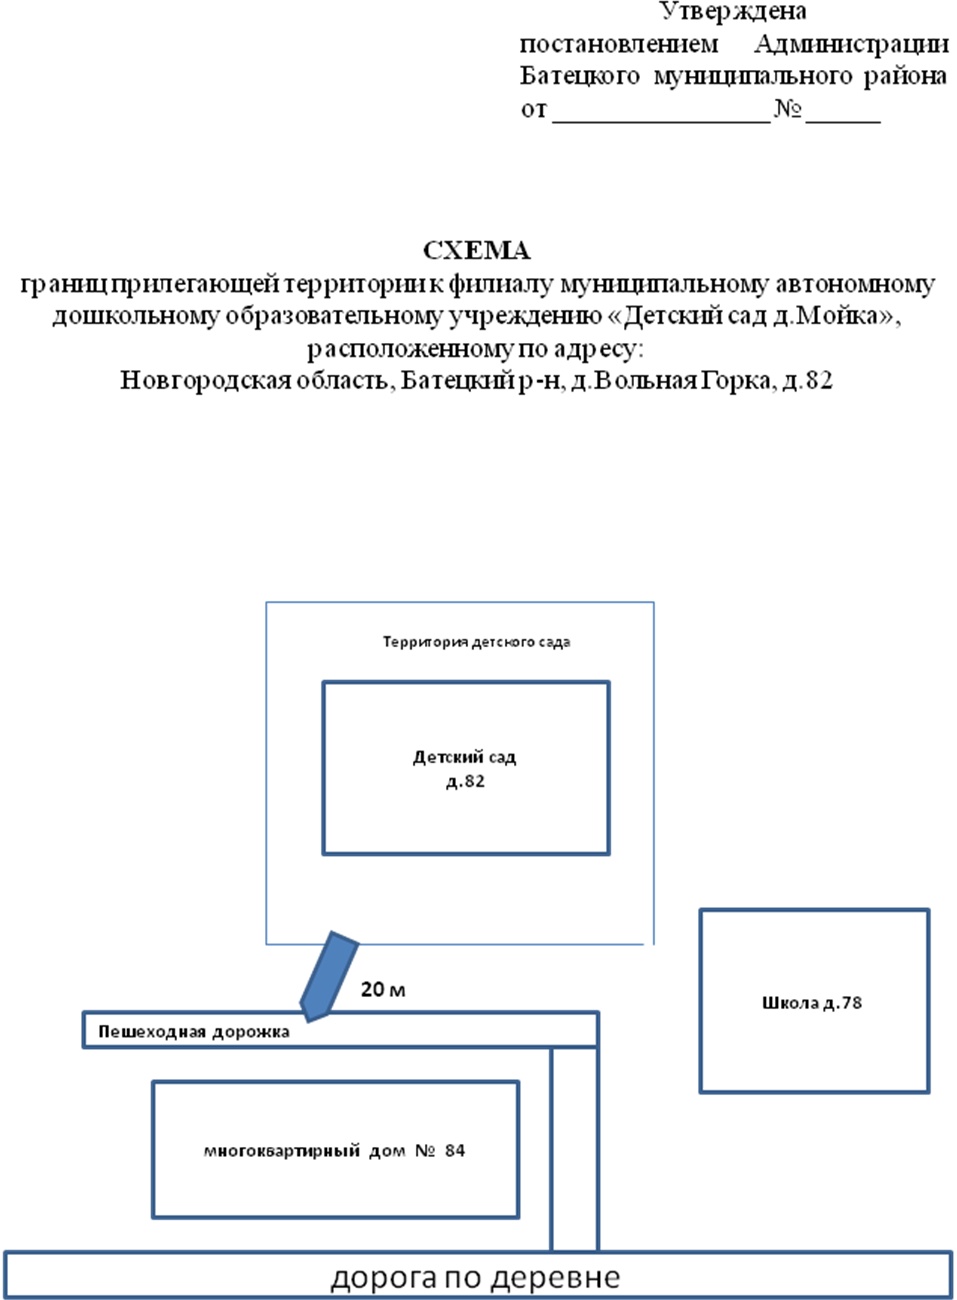 Утверждена
постановлением Администрации
Батецкого муниципального района
от _________________ № ______
СХЕМА
границ прилегающей территории к филиалу муниципальному автономному
дошкольному образовательному учреждению «Детский сад д.Мойка»,
расположенному по адресу:
Новгородская область, Батецкий р-н, д.Вольная Горка, д.82
Территория детского сада
Детский сад
д.82
20 м
Школа д.78
Пешеходная дорожка
многоквартирный дом № 84
дорога по деревне